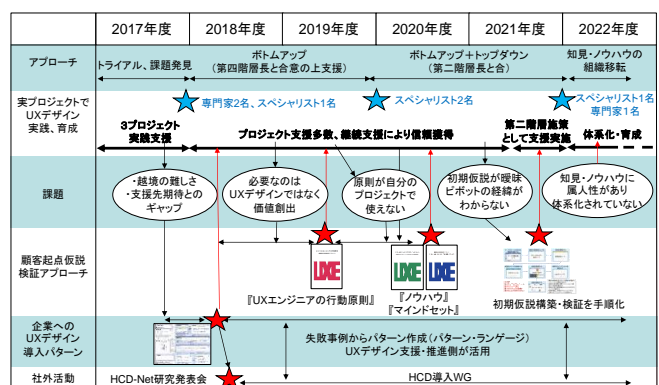 2017年度 2018年度 2019年度 2020年度 2021年度 2022年度
アプローチ
トライアル、課題発見
ボトムアップ
(第四階層長と合意の上支援)
ボトムアップ+トップダウン
(第二階層長と合)
知見・ノウハウの
組織移転
実プロジェクトで
UXデザイン
実践、育成
専門家2名、スペシャリスト1名
スペシャリスト2名
スペシャリスト1名
専門家1名
3プロジェクト
実践支援
プロジェクト支援多数、継続支援により信頼獲得
第二階層施策
として支援実施
体系化・育成
課題
・越境の難しさ
・支援先期待との
ギャップ
必要なのは
UXデザインではなく
価値創出
原則が自分の
プロジェクトで
使えない
初期仮説が曖昧
ピボットの経緯が
わからない
知見・ノウハウに
属人性があり
体系化されていない
顧客起点仮説
検証アプローチ
UXE
UXE
UXE
『UXエンジニアの行動原則』
『ノウハウ』
『マインドセット』
初期仮説構築・検証を手順化
企業への
UXデザイン
導入パターン
失敗事例からパターン作成(パターン・ランゲージ)
UXデザイン支援・推進側が活用
社外活動
HCD-Net研究発表会
HCD導入WG